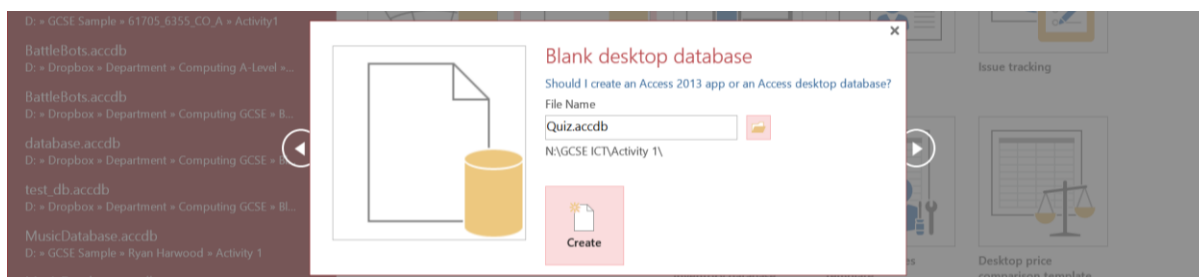 D: » GCSE Sample » 61705_6355_CO_A » Activity1
BattleBots.accdb
D: » Dropbox » Department » Computing A-Level »...
BattleBots.accdb
D: » Dropbox » Department » Computing GCSE » B...
database.accdb
D: » Dropbox » Department » Computing GCSE » Bl...
test_db.accdb
D: » Dropbox » Department » Computing GCSE » Bl...
MusicDatabase.accdb
D: » GCSE Sample » Ryan Harwood » Activity 1
Blank desktop database
Should I create an Access 2013 app or an Access desktop database?
File Name
Quiz.accdb
N:\GCSE ICT\Activity 1\
Create
Issue tracking
Desktop price
comparison template